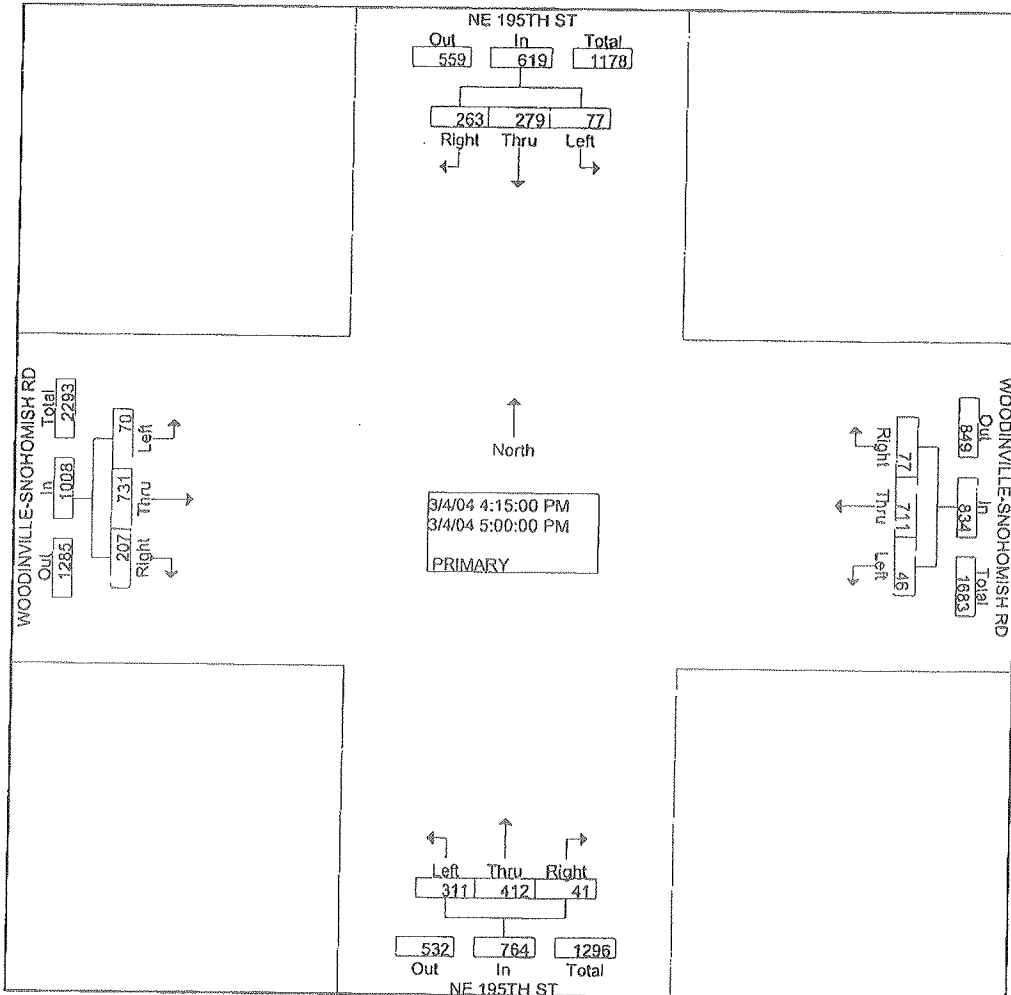 NE 195TH ST
Out In Total
559 619 1178
263 279 77
Right Thru Left
WOODINVILLE-SNOHOMISH RD
Out In Total
1285 1008 2293
Left Thru Right
70 731 207
North
3/4/04 4:15:00 PM
3/4/04 5:00:00 PM
PRIMARY
WOODINVILLE-SNOHOMISH RD
Out In Total
849 834 1683
Right Thru Left
77 711 46
Left Thru Right
311 412 41
532 764 1296
Out In Total
NE 195TH ST